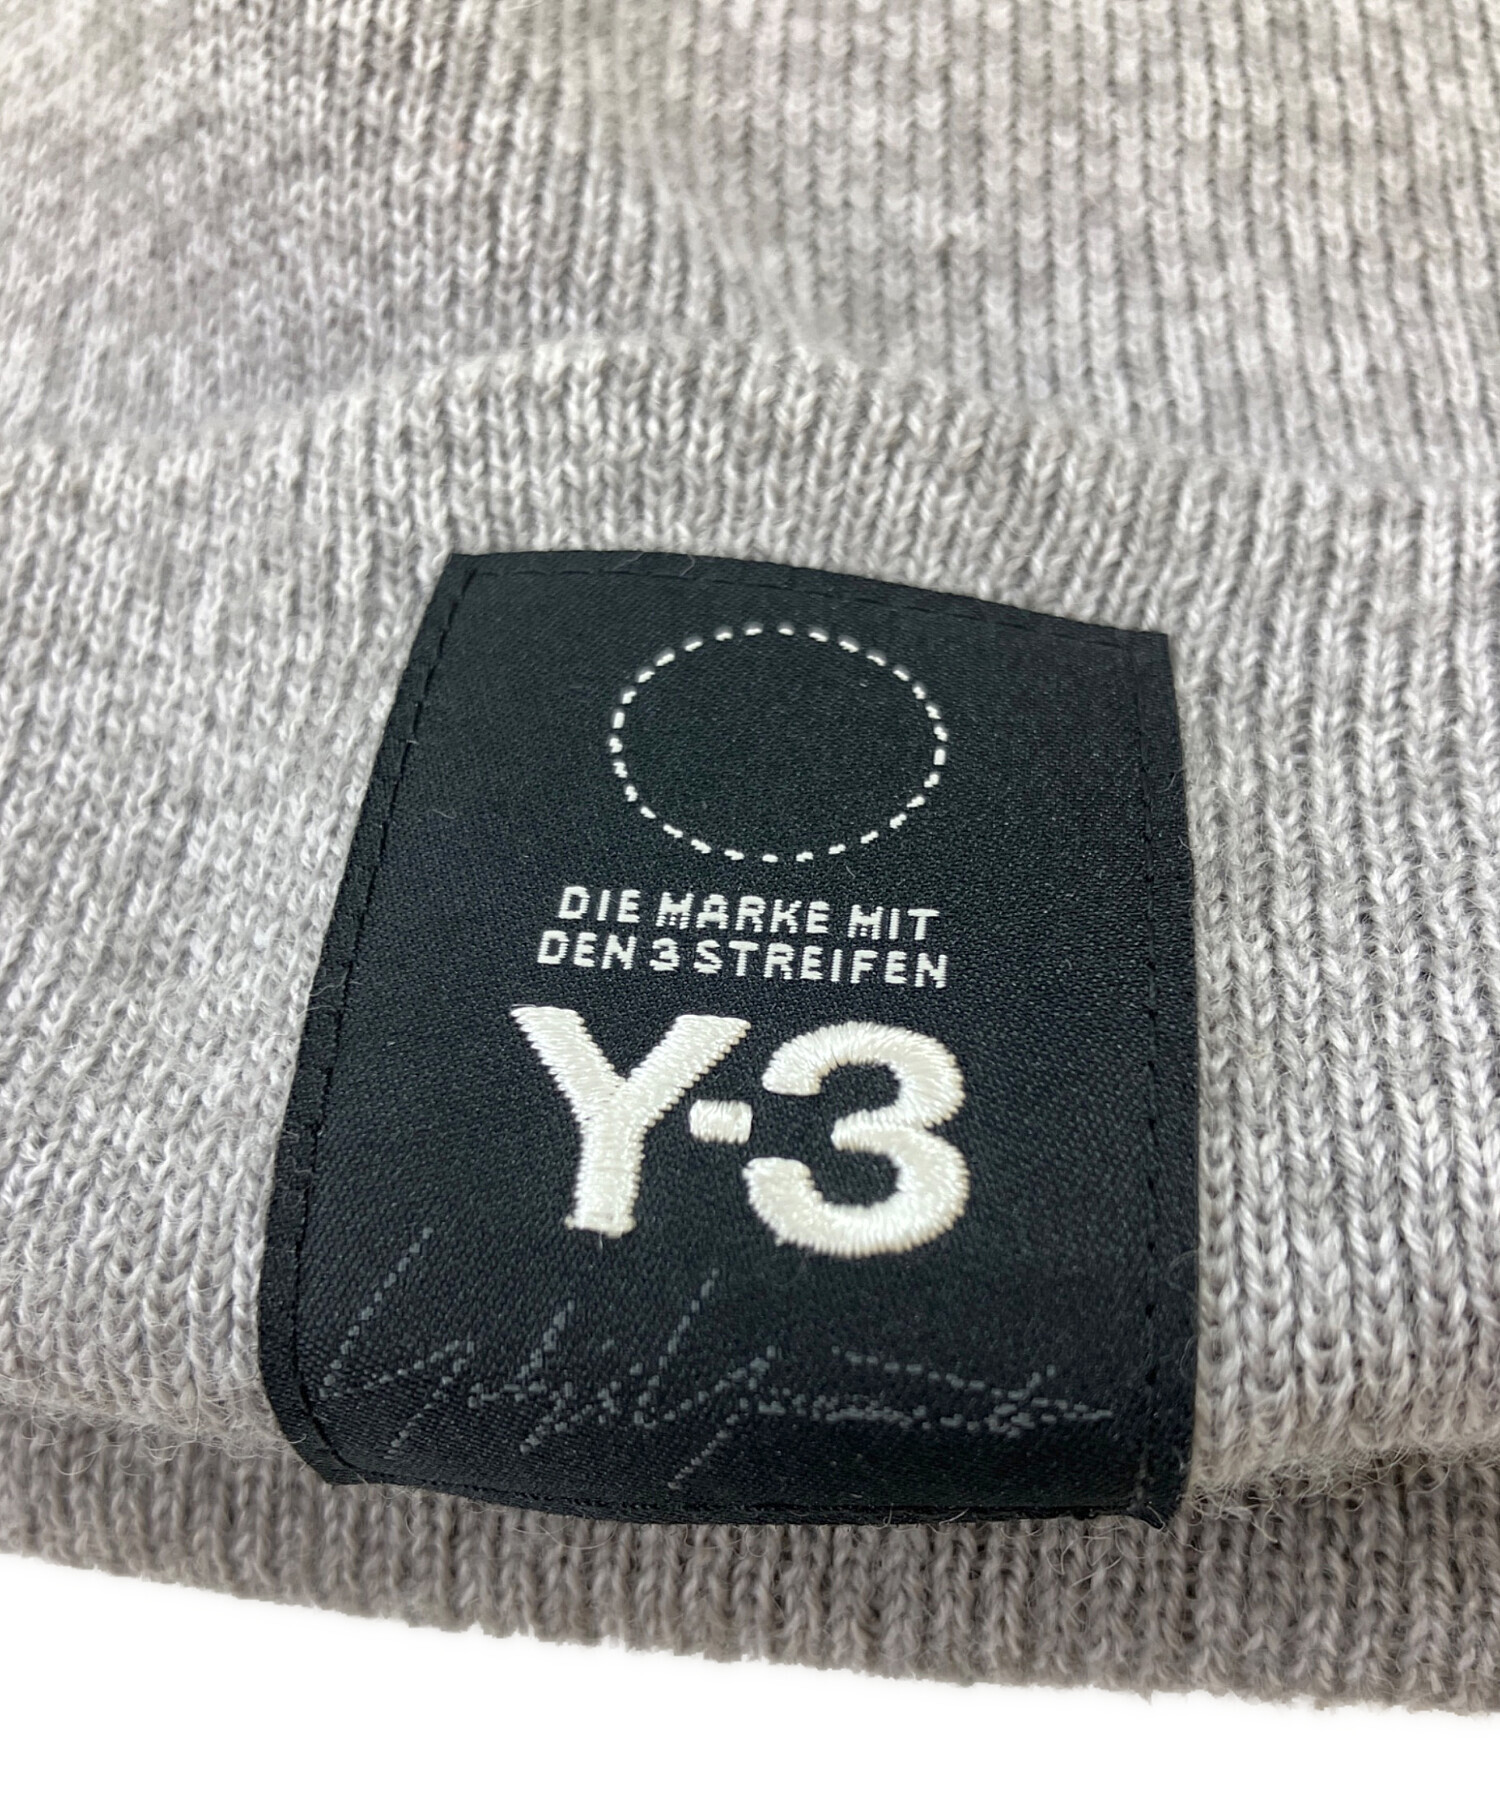 DIE MARKE MIT
DEN 3 STREIFEN
Y-3